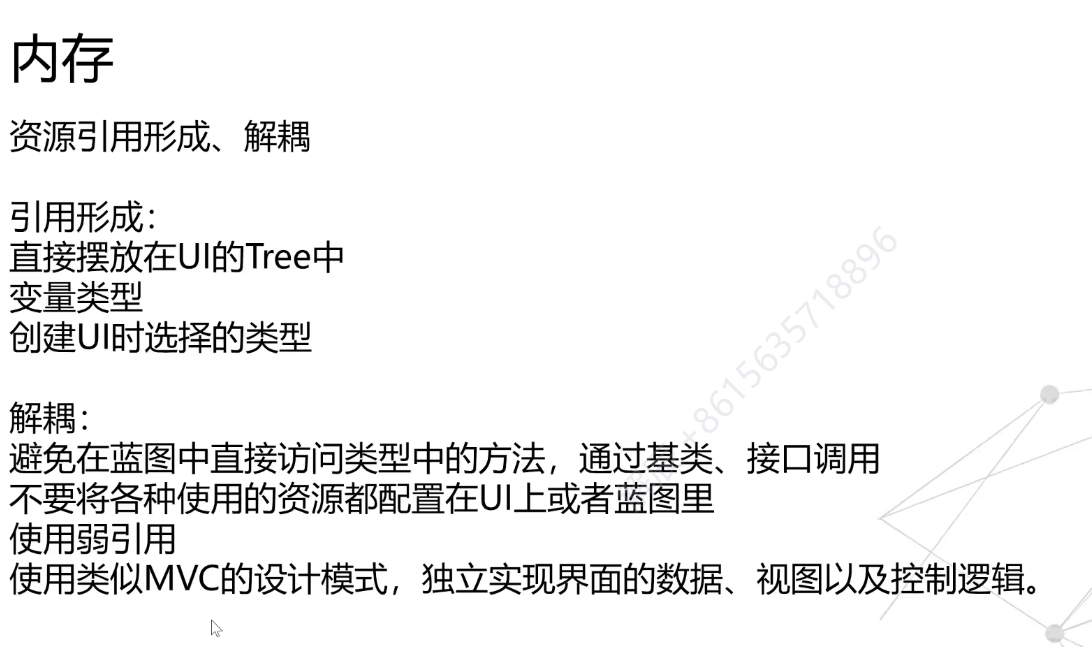 内存
资源引用形成、解耦
引用形成：
直接摆放在UI的Tree中
变量类型
创建UI时选择的类型
解耦：
避免在蓝图中直接访问类型中的方法，通过基类、接口调用
不要将各种使用的资源都配置在UI上或者蓝图里
使用弱引用
使用类似MVC的设计模式，独立实现界面的数据、视图以及控制逻辑。
+8615635718896